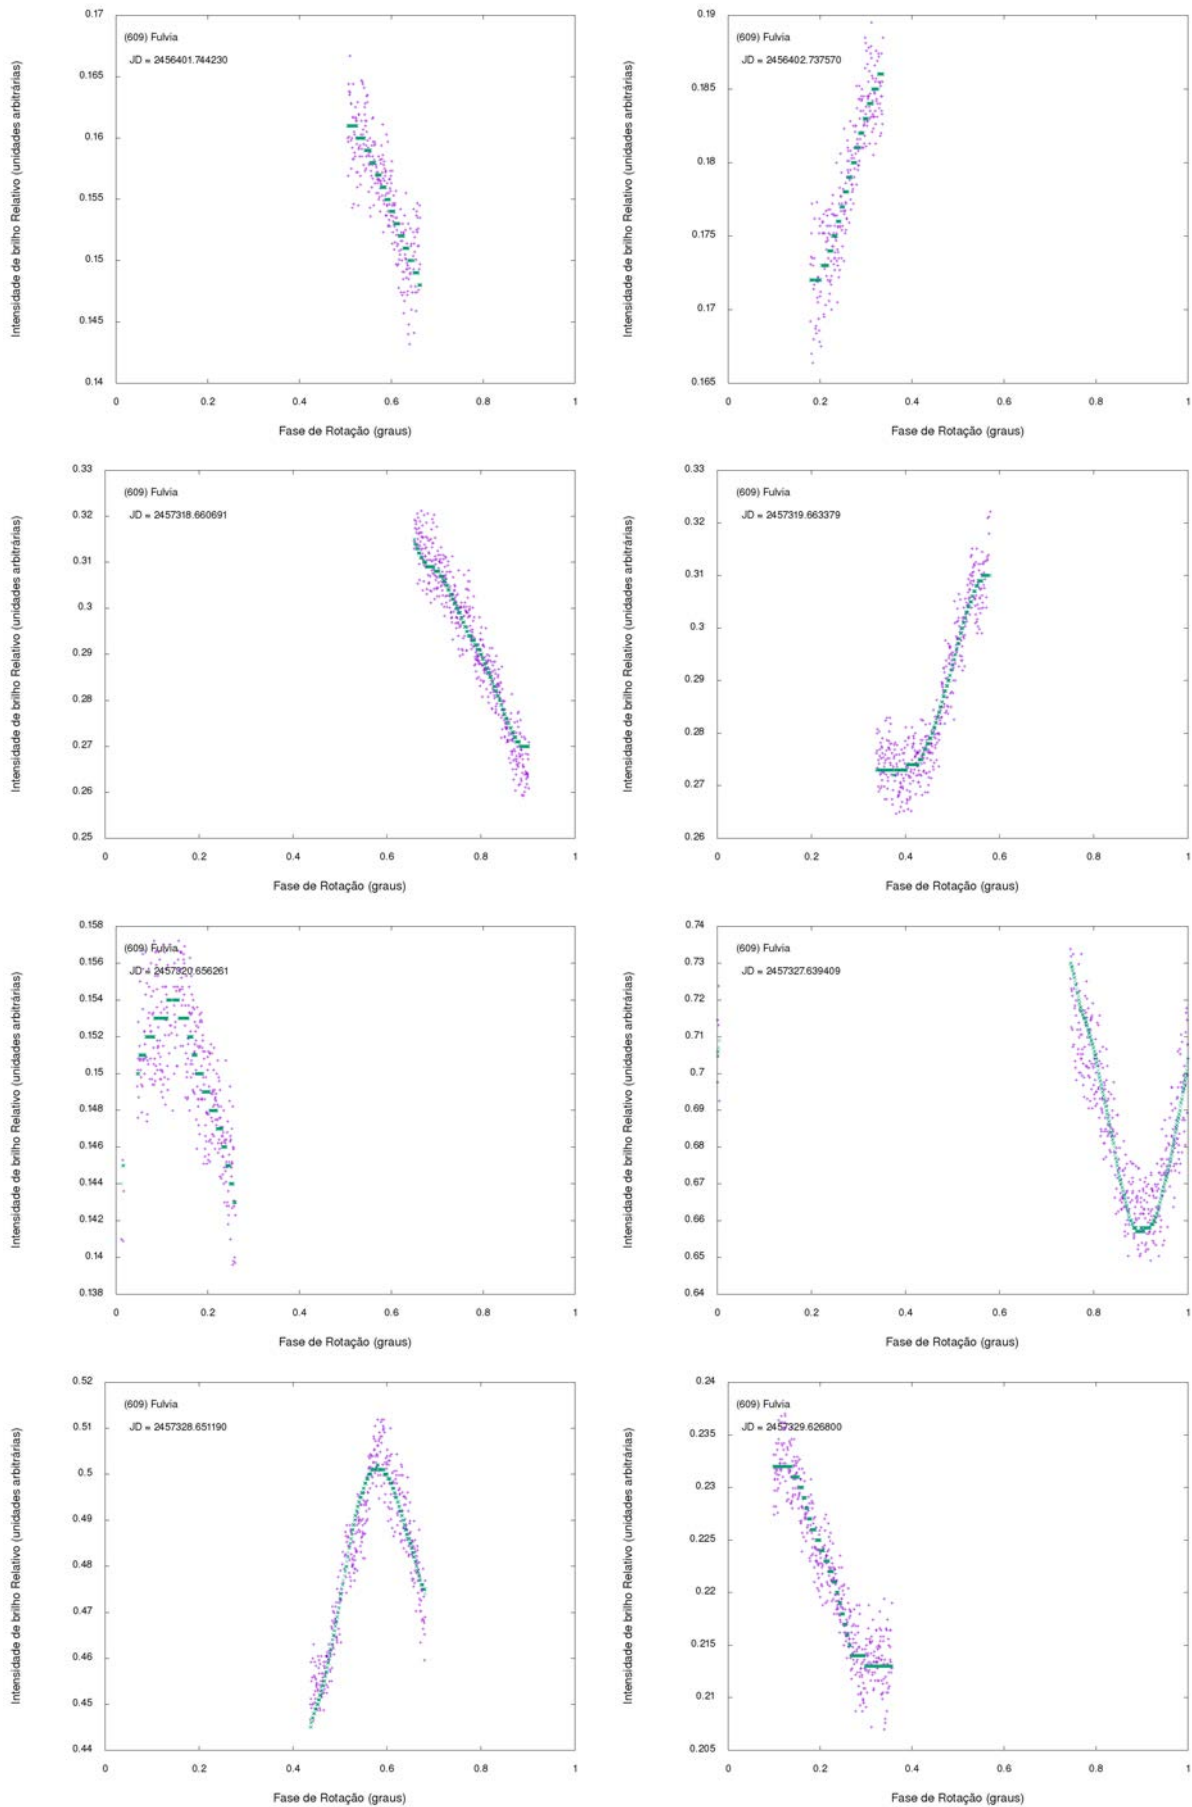 0.17
0.165
0.16
0.155
0.15
0.145
0.14
(609) Fulvia
JD = 2456401.744230
Intensidade de brilho Relativo (unidades arbitrárias)
0 0.2 0.4 0.6 0.8 1
Fase de Rotação (graus)
0.19
0.185
0.18
0.175
0.17
0.165
(609) Fulvia
JD = 2456402.737570
Intensidade de brilho Relativo (unidades arbitrárias)
0 0.2 0.4 0.6 0.8 1
Fase de Rotação (graus)
0.33
0.32
0.31
0.3
0.29
0.28
0.27
0.26
0.25
(609) Fulvia
JD = 2457318.660691
Intensidade de brilho Relativo (unidades arbitrárias)
0 0.2 0.4 0.6 0.8 1
Fase de Rotação (graus)
0.33
0.32
0.31
0.3
0.29
0.28
0.27
0.26
(609) Fulvia
JD = 2457319.663379
Intensidade de brilho Relativo (unidades arbitrárias)
0 0.2 0.4 0.6 0.8 1
Fase de Rotação (graus)
0.158
0.156
0.154
0.152
0.15
0.148
0.146
0.144
0.142
0.14
0.138
(609) Fulvia
JD = 2457320.656261
Intensidade de brilho Relativo (unidades arbitrárias)
0 0.2 0.4 0.6 0.8 1
Fase de Rotação (graus)
0.74
0.73
0.72
0.71
0.7
0.69
0.68
0.67
0.66
0.65
0.64
(609) Fulvia
JD = 2457327.639409
Intensidade de brilho Relativo (unidades arbitrárias)
0 0.2 0.4 0.6 0.8 1
Fase de Rotação (graus)
0.52
0.51
0.5
0.49
0.48
0.47
0.46
0.45
0.44
(609) Fulvia
JD = 2457328.651190
Intensidade de brilho Relativo (unidades arbitrárias)
0 0.2 0.4 0.6 0.8 1
Fase de Rotação (graus)
0.24
0.235
0.23
0.225
0.22
0.215
0.21
0.205
(609) Fulvia
JD = 2457329.626800
Intensidade de brilho Relativo (unidades arbitrárias)
0 0.2 0.4 0.6 0.8 1
Fase de Rotação (graus)